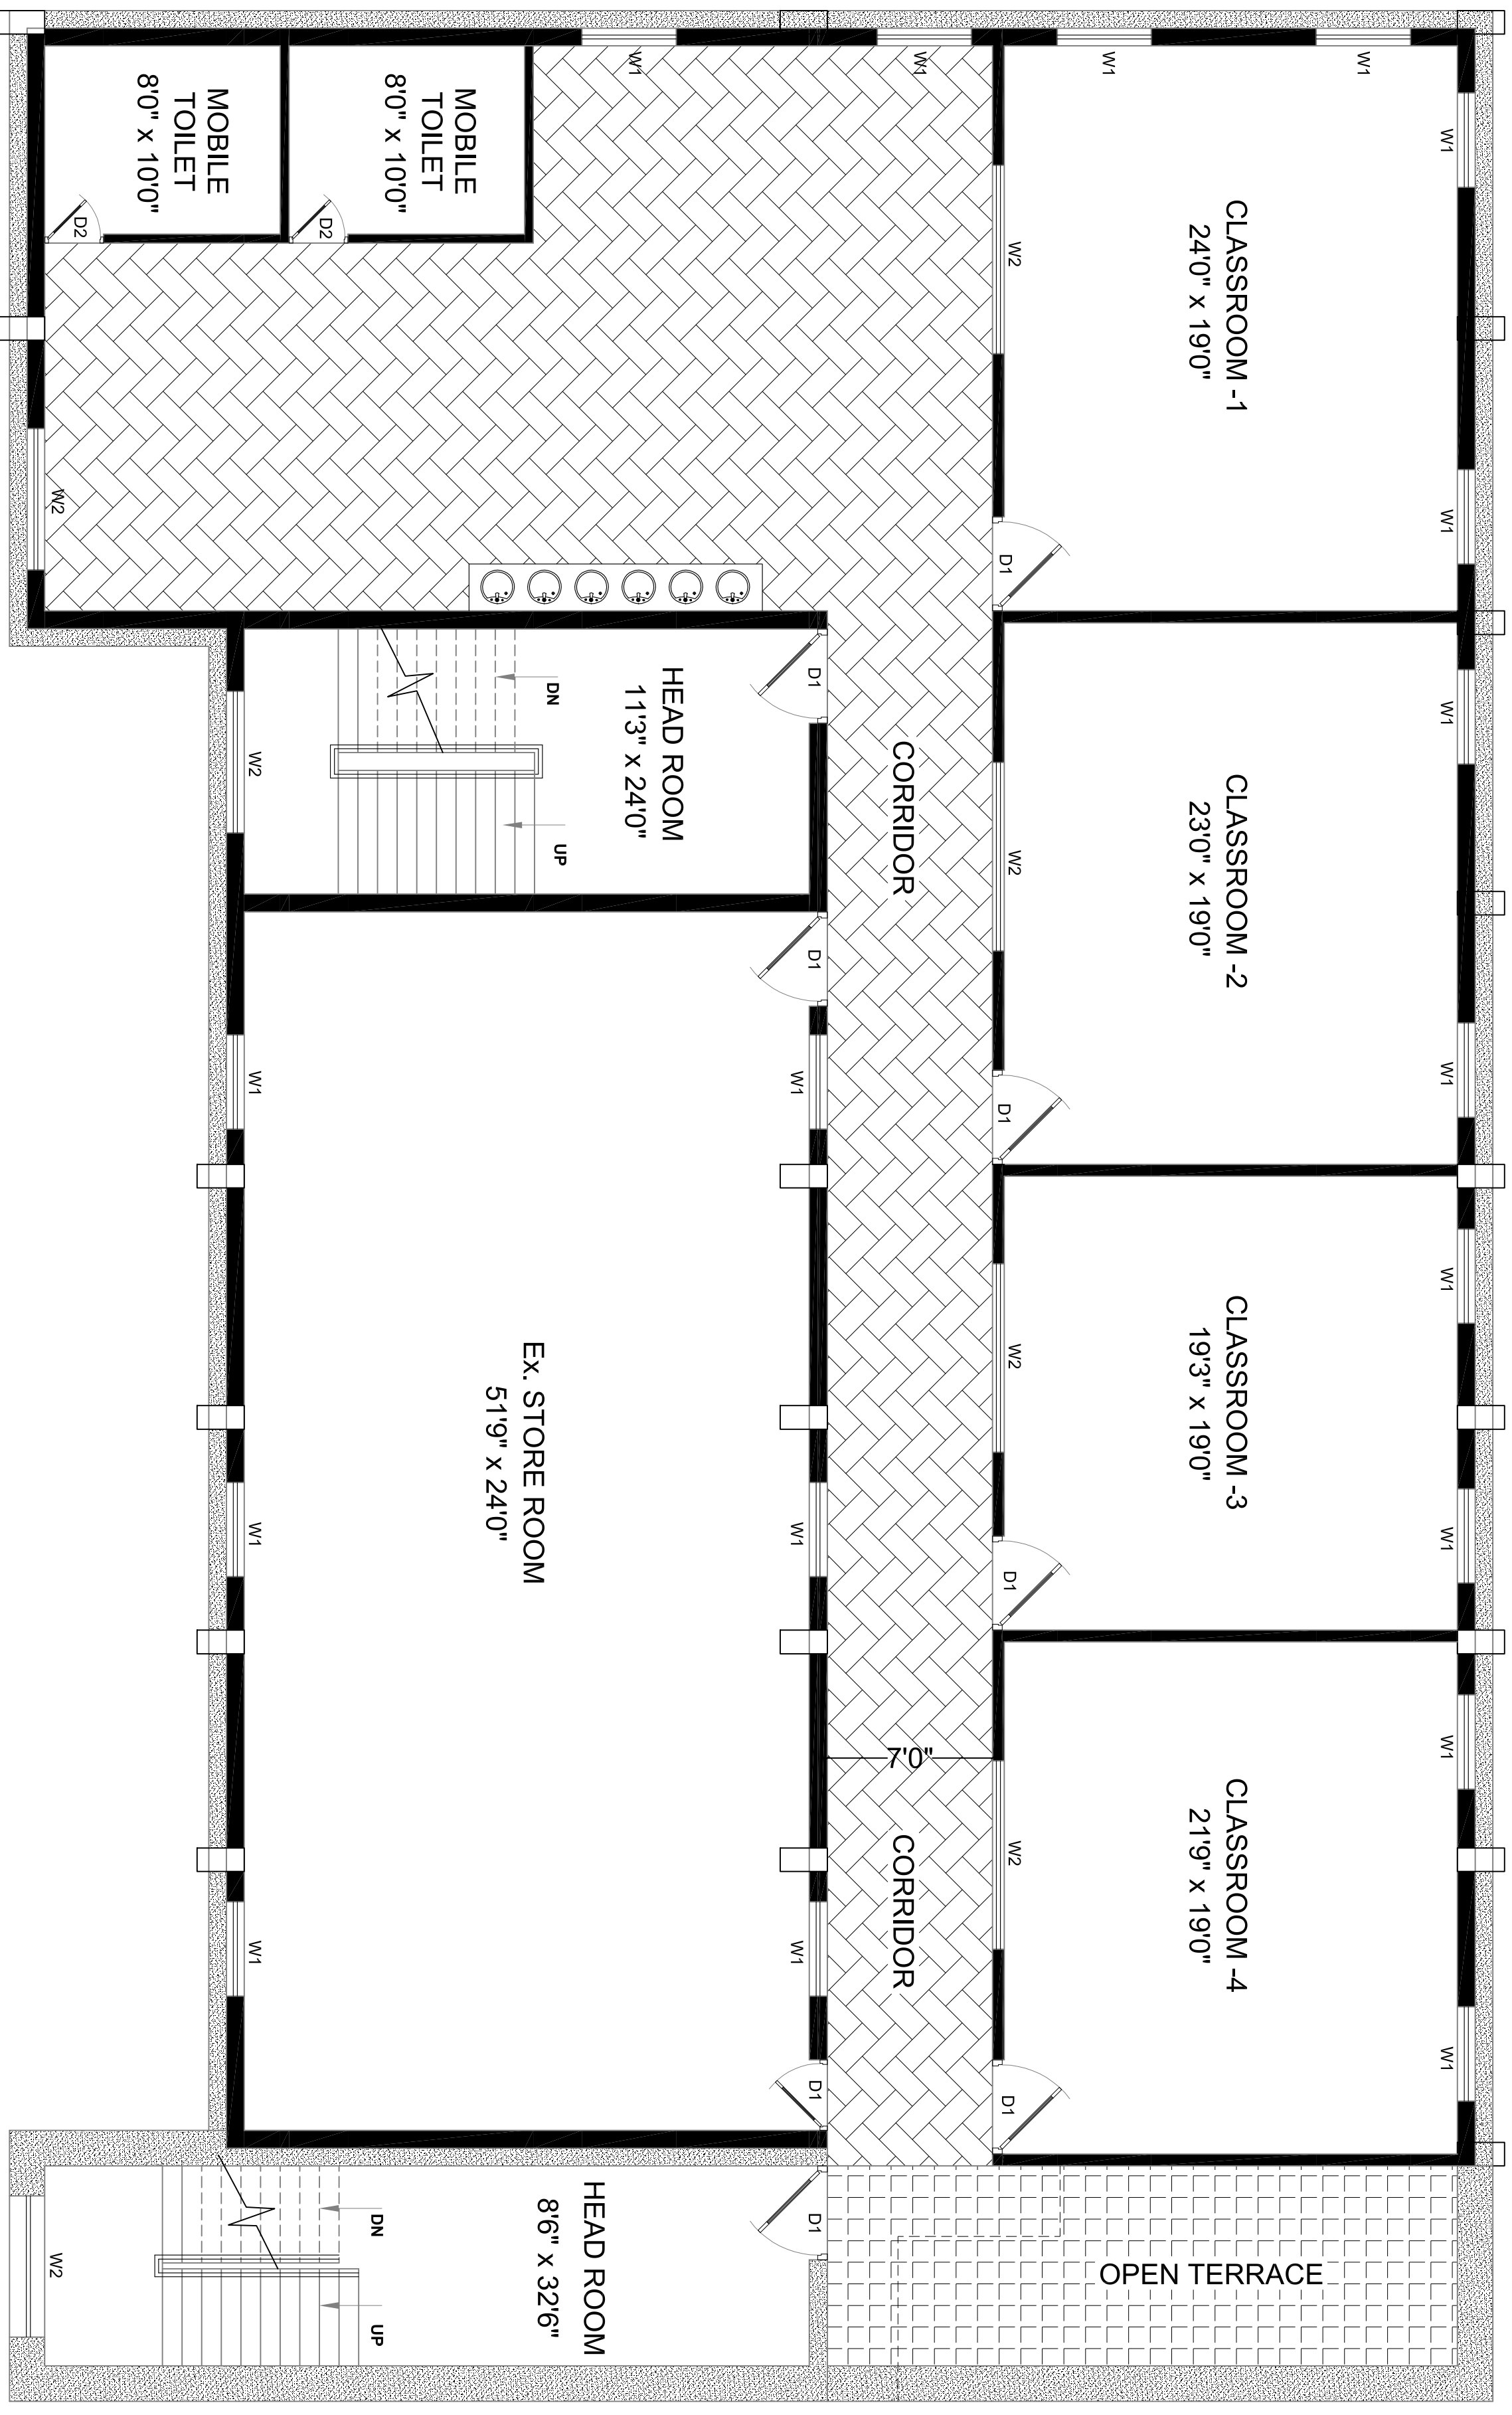 W1
W1
W1
W1
W1
W1
W1
W1
W1
W1
CLASSROOM -1
24'0" x 19'0"
CLASSROOM -2
23'0" x 19'0"
CLASSROOM -3
19'3" x 19'0"
CLASSROOM -4
21'9" x 19'0"
OPEN TERRACE
W2
D1
W2
D1
W2
D1
W2
D1
W1
CORRIDOR
7'0"
CORRIDOR
D1
D1
D1
D1
W1
W1
W1
W1
HEAD ROOM
11'3" x 24'0"
UP
DN
HEAD ROOM
8'6" x 32'6"
Ex. STORE ROOM
51'9" x 24'0"
MOBILE
TOILET
8'0" x 10'0"
D2
UP
DN
W2
W1
W1
W1
MOBILE
TOILET
8'0" x 10'0"
D2
W2
W2